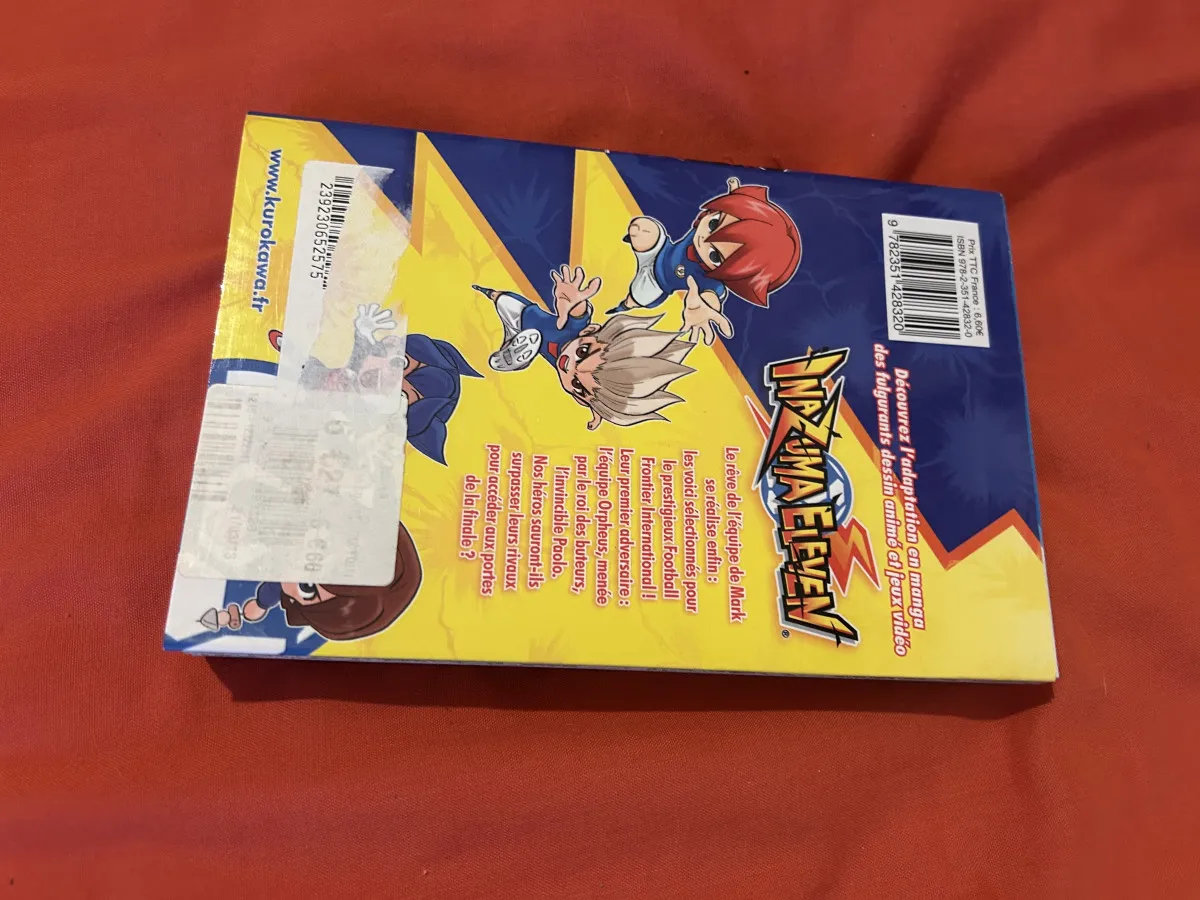 Découvrez l'adaptation en manga
des fulgurants dessin animé et jeux vidéo
Prix TTC France : 6,60€
ISBN 978-2-351-42832-0
9 782351 428320
INAZUMA ELEVEN
®
Le rêve de l'équipe de Mark
se réalise enfin :
les voici sélectionnés pour
le prestigieux Football
Frontier International !
Leur premier adversaire :
l'équipe Orpheus, menée
par le roi des buteurs,
l'invincible Paolo.
Nos héros sauront-ils
surpasser leurs rivaux
pour accéder aux portes
de la finale ?
239230652575
www.kurokawa.fr